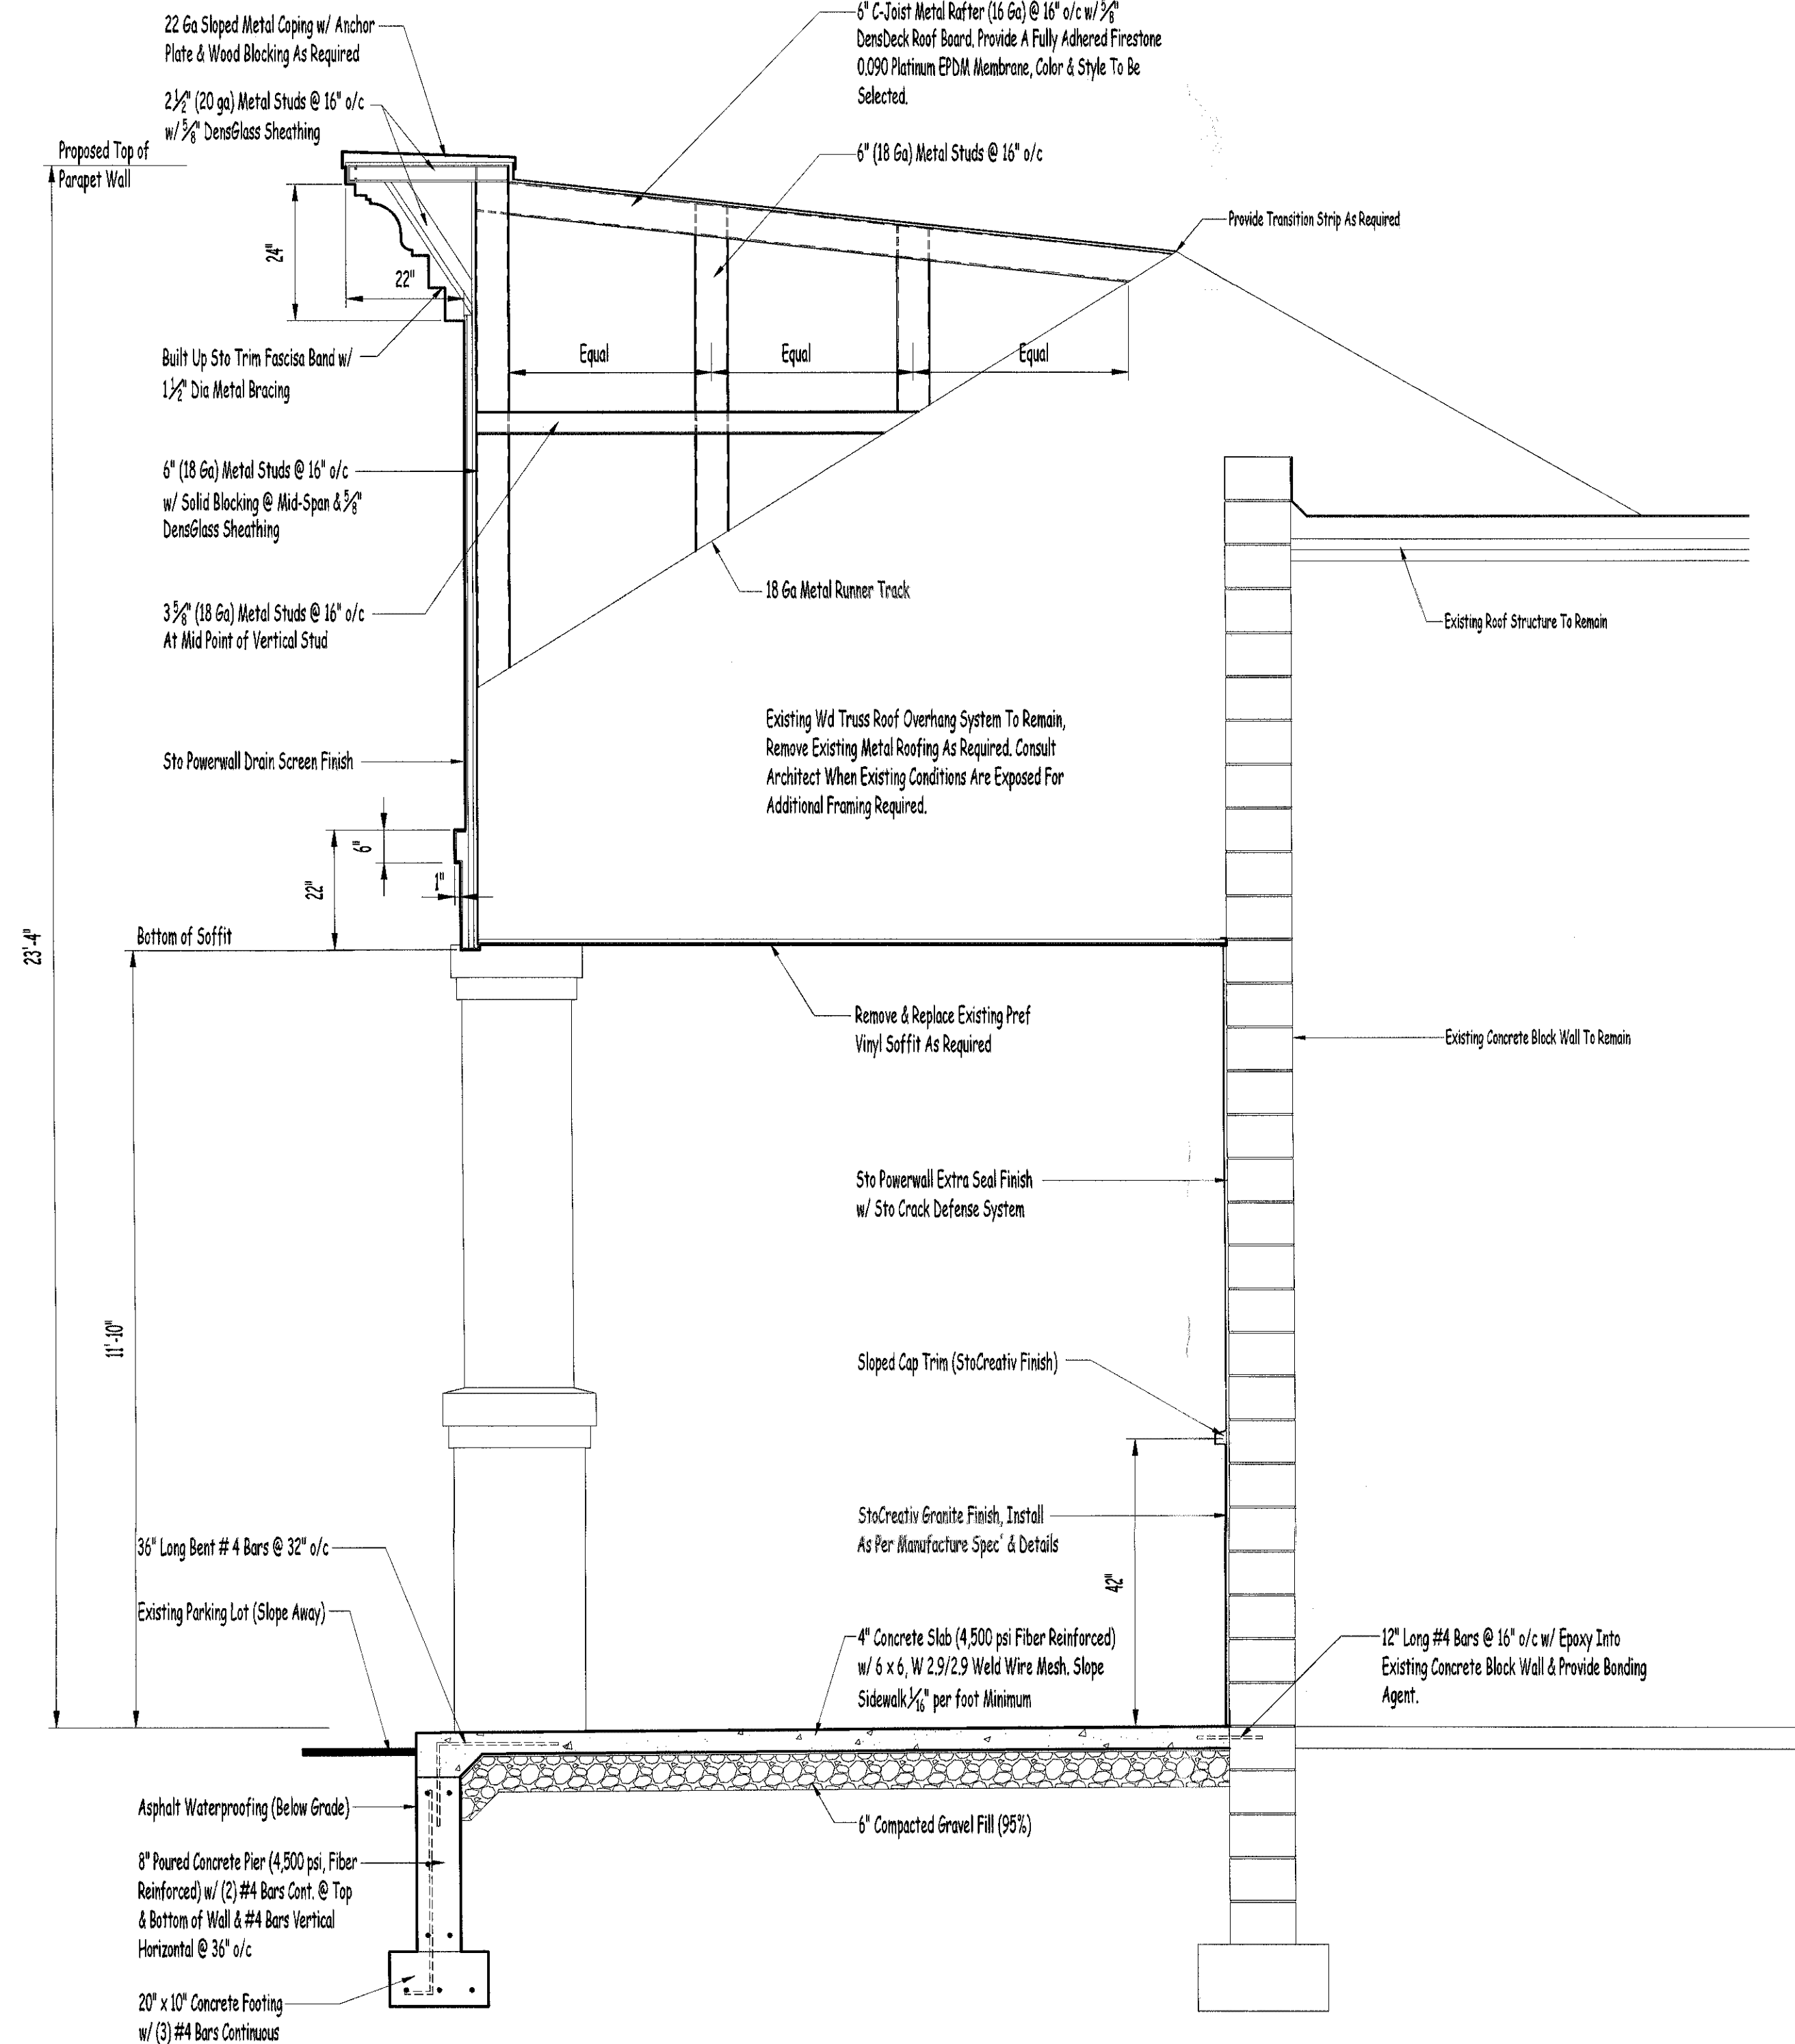 22 Ga Sloped Metal Coping w/ Anchor
Plate & Wood Blocking As Required
2 1/2" (20 ga) Metal Studs @ 16" o/c
w/ 5/8" DensGlass Sheathing
Proposed Top of
Parapet Wall
6" C-Joist Metal Rafter (16 Ga) @ 16" o/c w/ 5/8"
DensDeck Roof Board. Provide A Fully Adhered Firestone
0.090 Platinum EPDM Membrane, Color & Style To Be
Selected.
6" (18 Ga) Metal Studs @ 16" o/c
Provide Transition Strip As Required
24"
22"
Equal
Equal
Equal
Built Up Sto Trim Fascisa Band w/
1 1/2" Dia Metal Bracing
6" (18 Ga) Metal Studs @ 16" o/c
w/ Solid Blocking @ Mid-Span & 5/8"
DensGlass Sheathing
3 5/8" (18 Ga) Metal Studs @ 16" o/c
At Mid Point of Vertical Stud
18 Ga Metal Runner Track
Existing Roof Structure To Remain
Existing Wd Truss Roof Overhang System To Remain,
Remove Existing Metal Roofing As Required. Consult
Architect When Existing Conditions Are Exposed For
Additional Framing Required.
Sto Powerwall Drain Screen Finish
6"
22"
1"
Bottom of Soffit
23'-4"
Remove & Replace Existing Pref
Vinyl Soffit As Required
Existing Concrete Block Wall To Remain
Sto Powerwall Extra Seal Finish
w/ Sto Crack Defense System
11'-10"
Sloped Cap Trim (StoCreativ Finish)
StoCreativ Granite Finish, Install
As Per Manufacture Spec' & Details
42"
36" Long Bent # 4 Bars @ 32" o/c
Existing Parking Lot (Slope Away)
4" Concrete Slab (4,500 psi Fiber Reinforced)
w/ 6 x 6, W 2.9/2.9 Weld Wire Mesh. Slope
Sidewalk 1/16" per foot Minimum
12" Long #4 Bars @ 16" o/c w/ Epoxy Into
Existing Concrete Block Wall & Provide Bonding
Agent.
Asphalt Waterproofing (Below Grade)
6" Compacted Gravel Fill (95%)
8" Poured Concrete Pier (4,500 psi, Fiber
Reinforced) w/ (2) #4 Bars Cont. @ Top
& Bottom of Wall & #4 Bars Vertical
Horizontal @ 36" o/c
20" x 10" Concrete Footing
w/ (3) #4 Bars Continuous